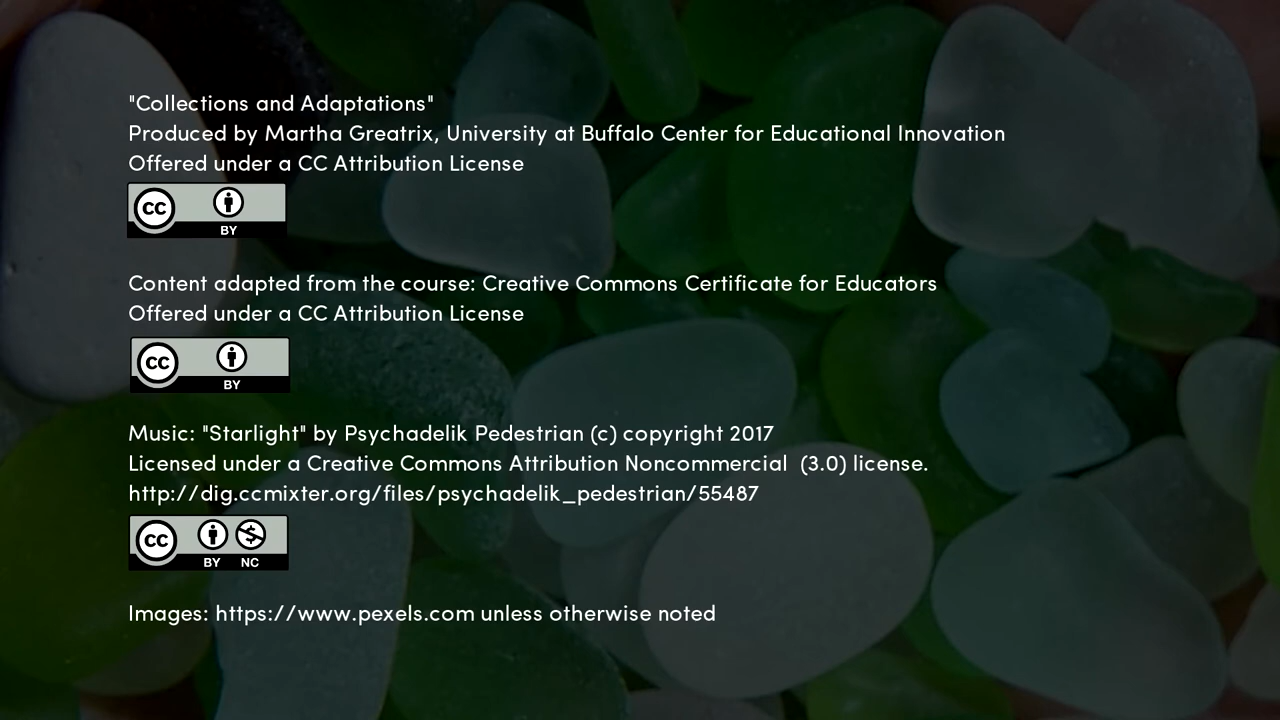 "Collections and Adaptations"
Produced by Martha Greatrix, University at Buffalo Center for Educational Innovation
Offered under a CC Attribution License
CC
BY
Content adapted from the course: Creative Commons Certificate for Educators
Offered under a CC Attribution License
CC
BY
Music: "Starlight" by Psychadelik Pedestrian (c) copyright 2017
Licensed under a Creative Commons Attribution Noncommercial  (3.0) license.
http://dig.ccmixter.org/files/psychadelik_pedestrian/55487
CC $
BY NC
Images: https://www.pexels.com unless otherwise noted